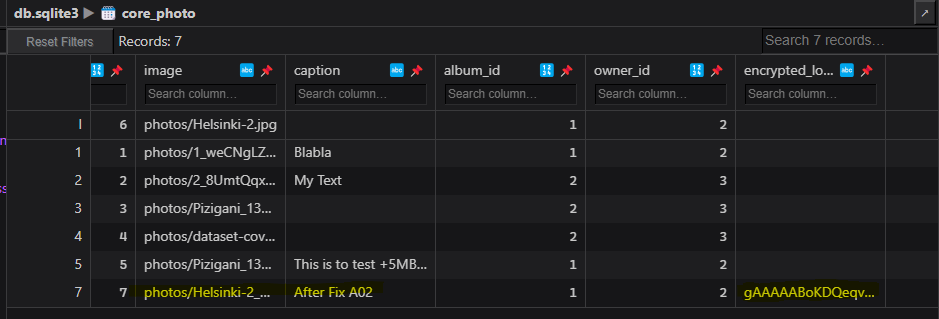 db.sqlite3 ▶ core_photo
Reset Filters Records: 7 Search 7 records...
image caption album_id owner_id encrypted_lo...
Search column... Search column... Search column... Search column... Search column...
I 6 photos/Helsinki-2.jpg 1 2
1 1 photos/1_weCNgLZ... Blabla 1 2
2 2 photos/2_8UmtQqx... My Text 2 3
3 3 photos/Pizigani_13... 2 3
4 4 photos/dataset-cov... 2 3
5 5 photos/Pizigani_13... This is to test +5MB... 1 2
7 7 photos/Helsinki-2_... After Fix A02 1 2 gAAAAABoKDQeqv...